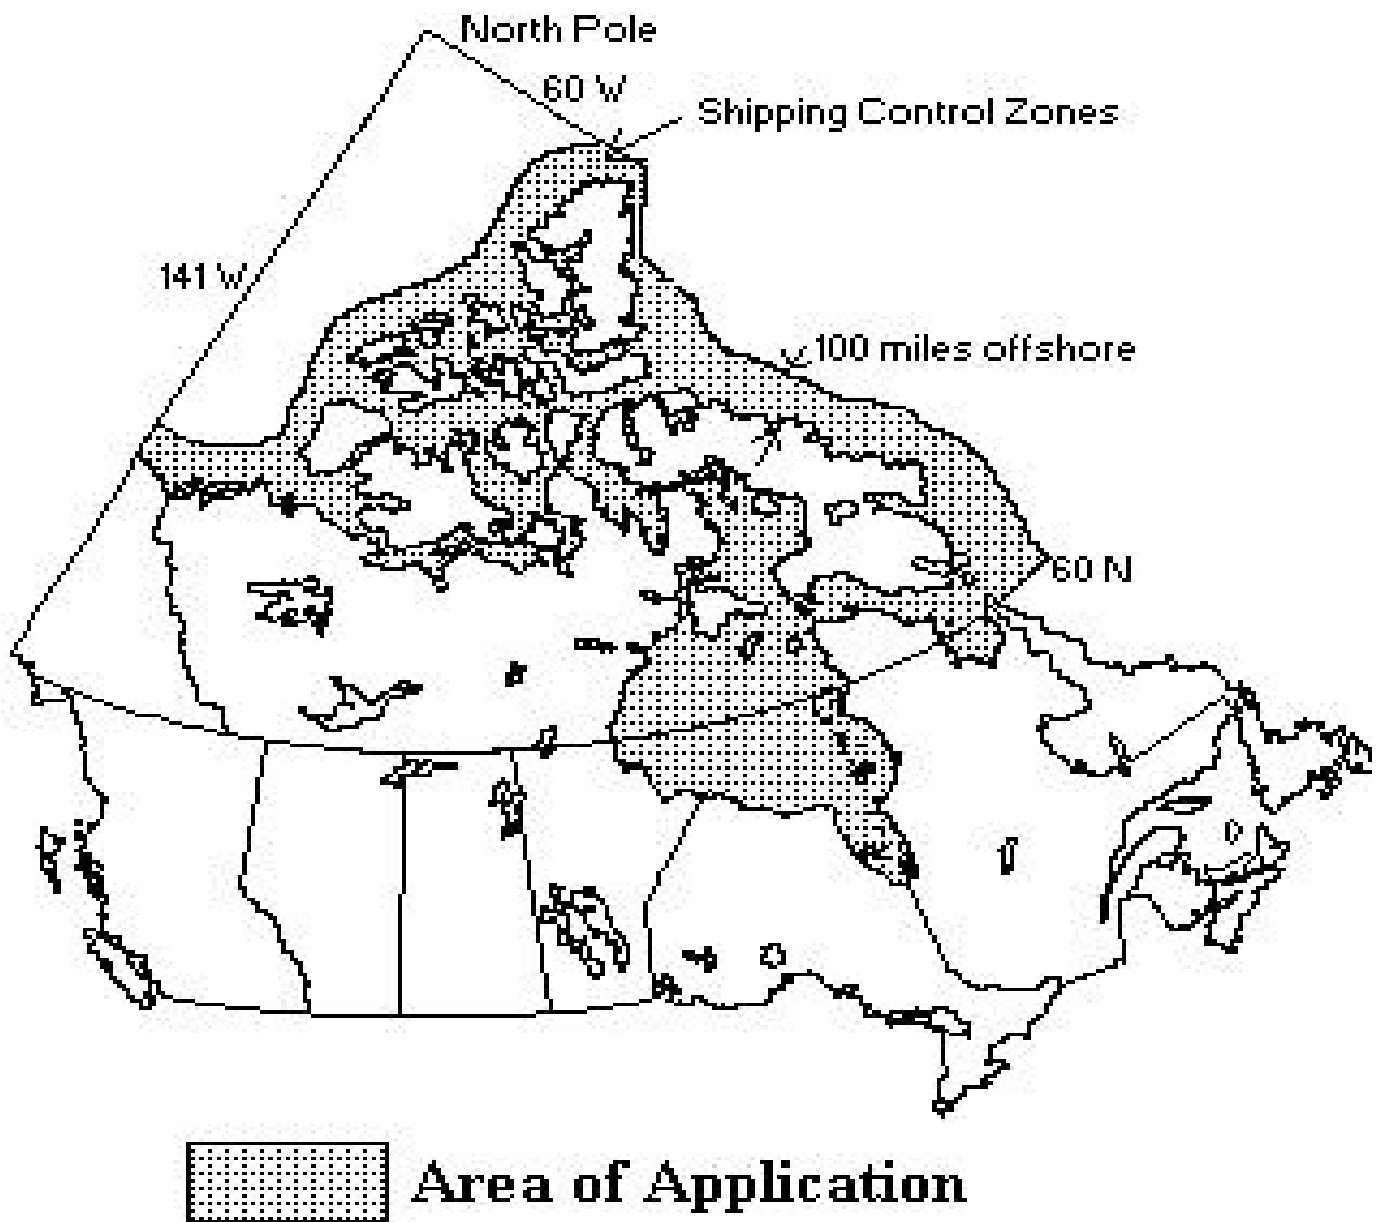 North Pole
60 W
Shipping Control Zones
141 W
100 miles offshore
60 N
Area of Application